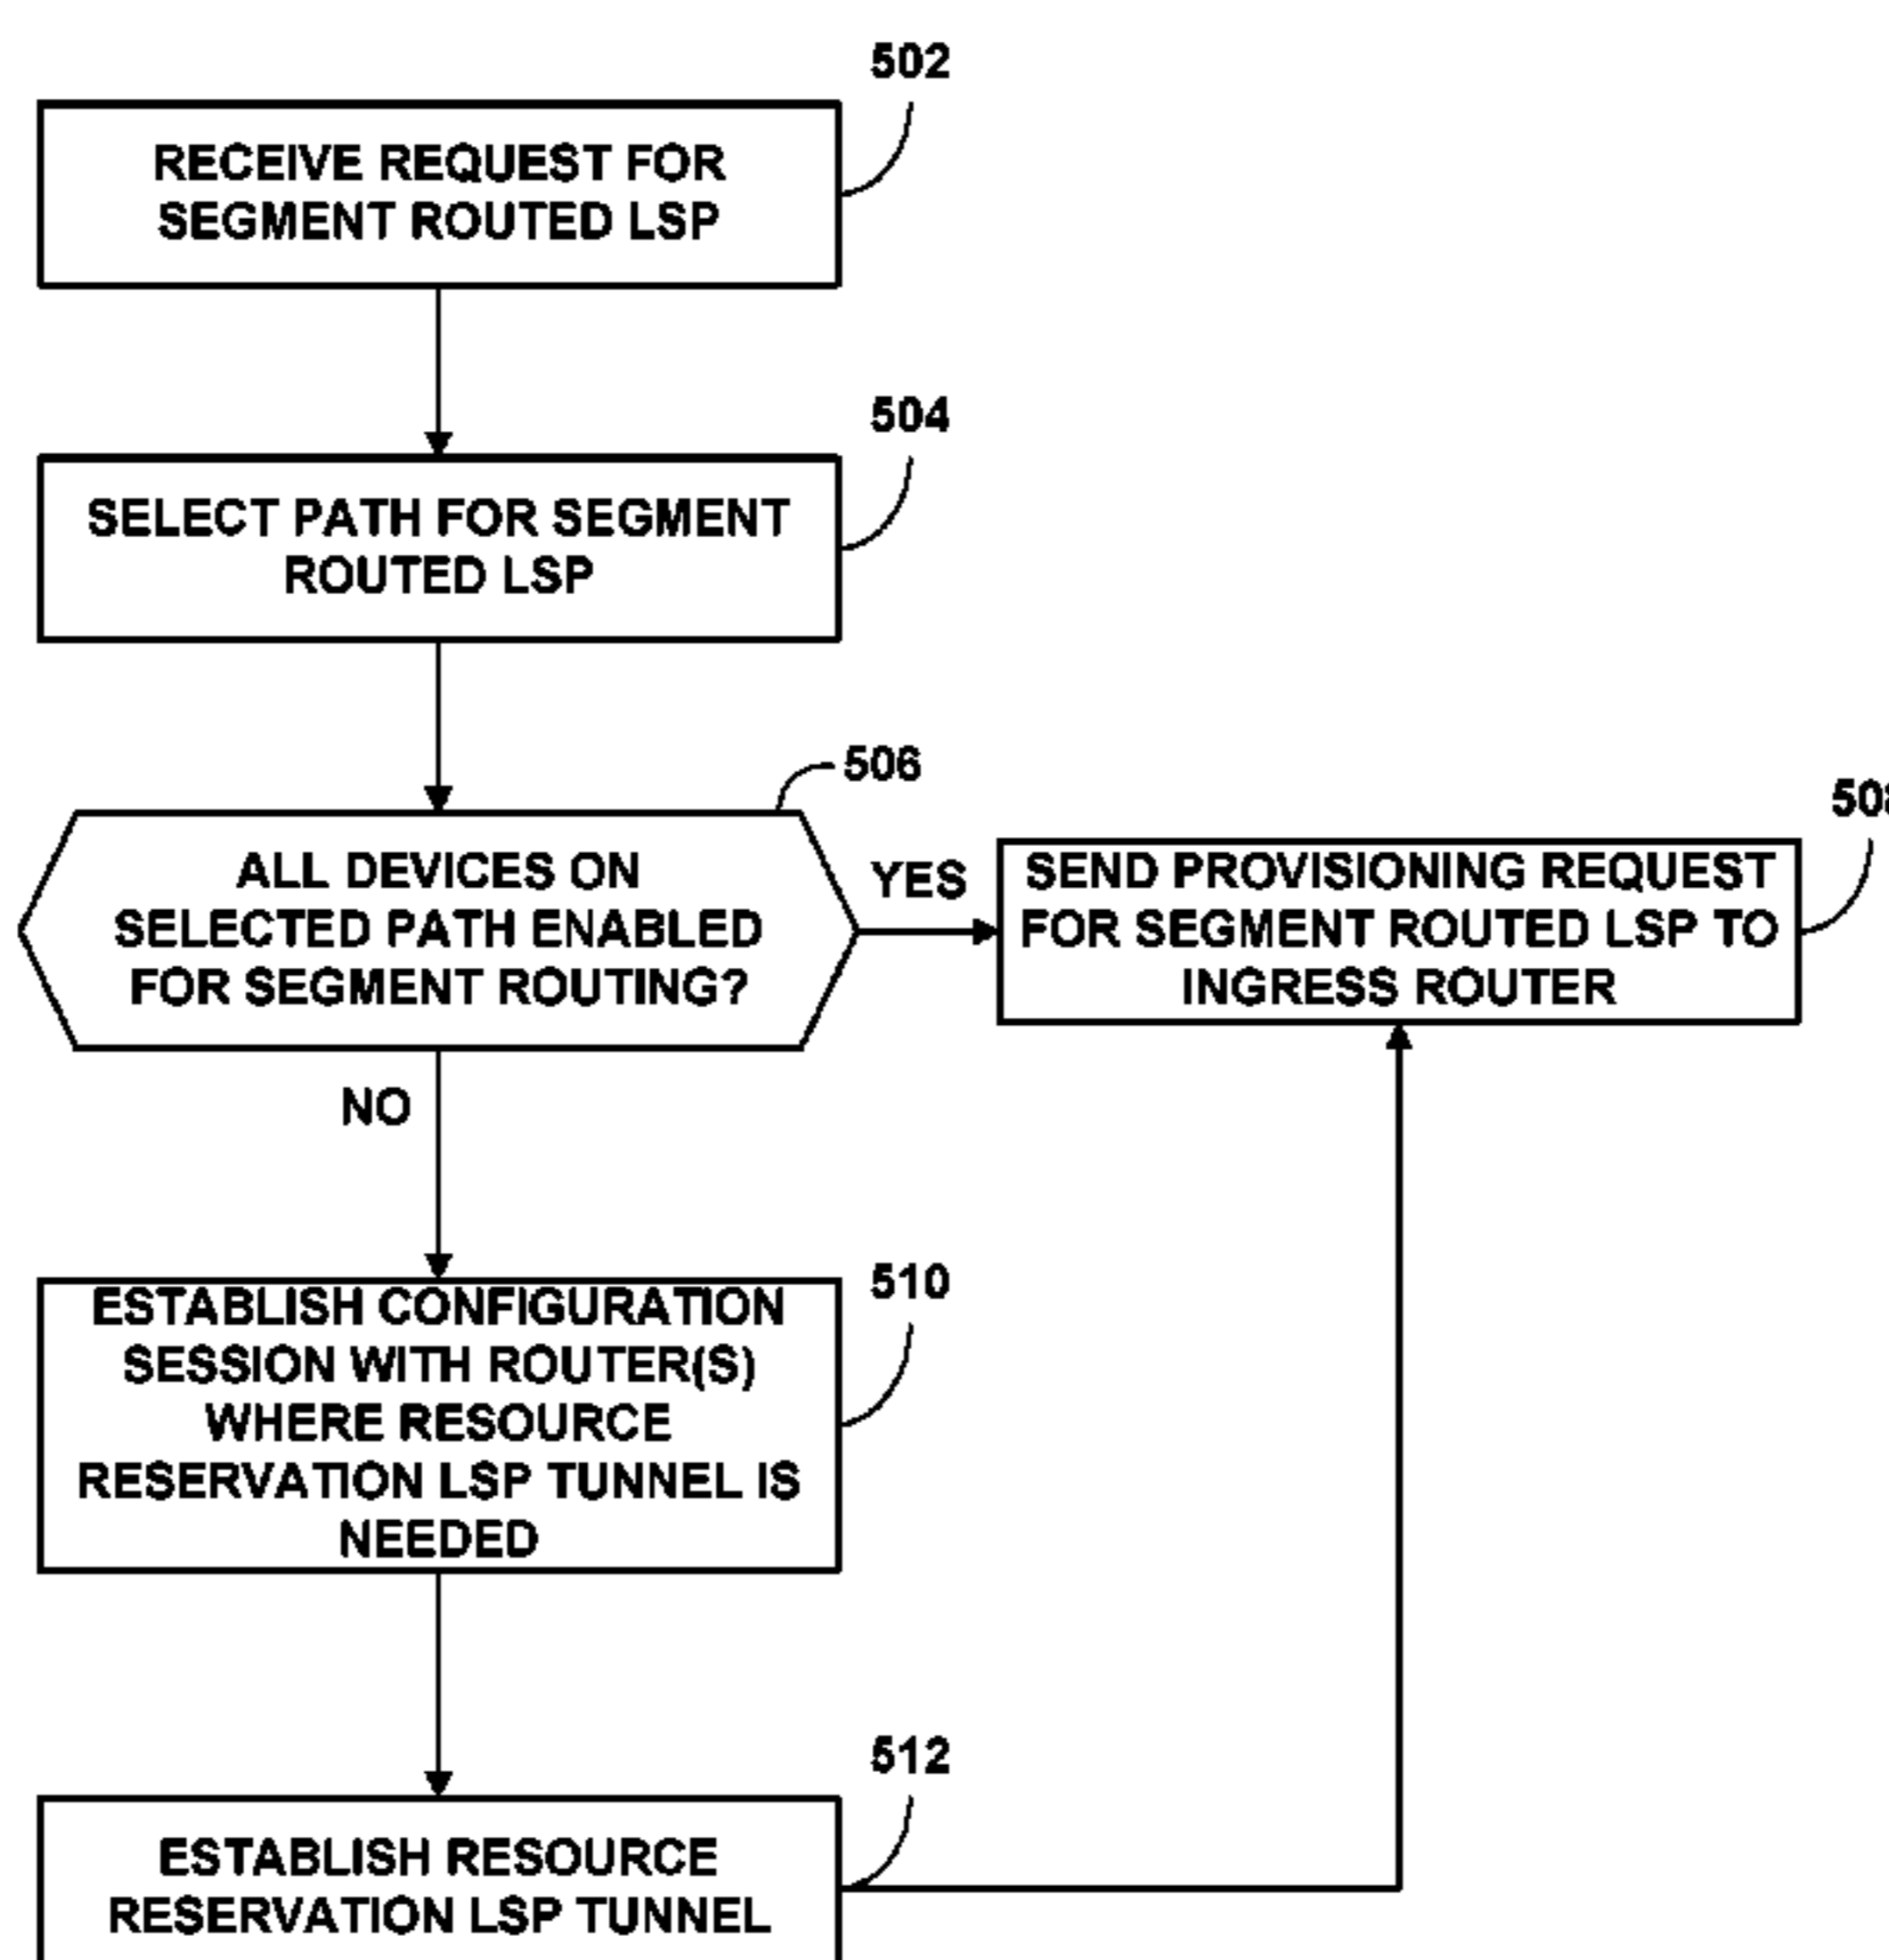 502
RECEIVE REQUEST FOR
SEGMENT ROUTED LSP
504
SELECT PATH FOR SEGMENT
ROUTED LSP
506
ALL DEVICES ON
SELECTED PATH ENABLED
FOR SEGMENT ROUTING?
YES
508
SEND PROVISIONING REQUEST
FOR SEGMENT ROUTED LSP TO
INGRESS ROUTER
NO
510
ESTABLISH CONFIGURATION
SESSION WITH ROUTER(S)
WHERE RESOURCE
RESERVATION LSP TUNNEL IS
NEEDED
512
ESTABLISH RESOURCE
RESERVATION LSP TUNNEL